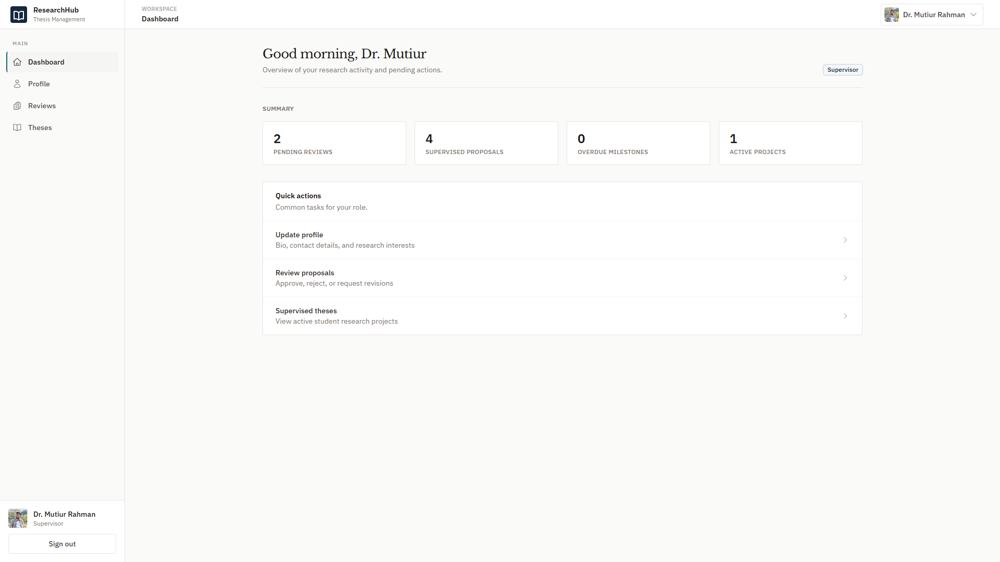 ResearchHub
Thesis Management
WORKSPACE
Dashboard
Dr. Mutiur Rahman
MAIN
Dashboard
Profile
Reviews
Theses
Good morning, Dr. Mutiur
Overview of your research activity and pending actions.
Supervisor
SUMMARY
2
PENDING REVIEWS
4
SUPERVISED PROPOSALS
0
OVERDUE MILESTONES
1
ACTIVE PROJECTS
Quick actions
Common tasks for your role.
Update profile
Bio, contact details, and research interests
Review proposals
Approve, reject, or request revisions
Supervised theses
View active student research projects
Dr. Mutiur Rahman
Supervisor
Sign out